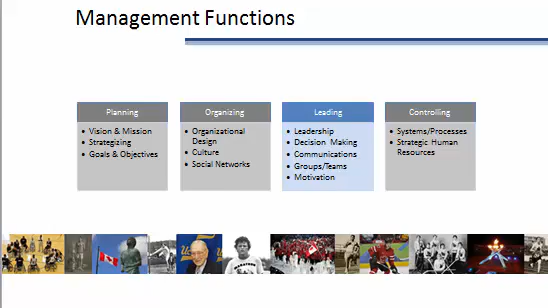 Management Functions
Planning
• Vision & Mission
• Strategizing
• Goals & Objectives
Organizing
• Organizational
Design
• Culture
• Social Networks
Leading
• Leadership
• Decision Making
• Communications
• Groups/Teams
• Motivation
Controlling
• Systems/Processes
• Strategic Human
Resources